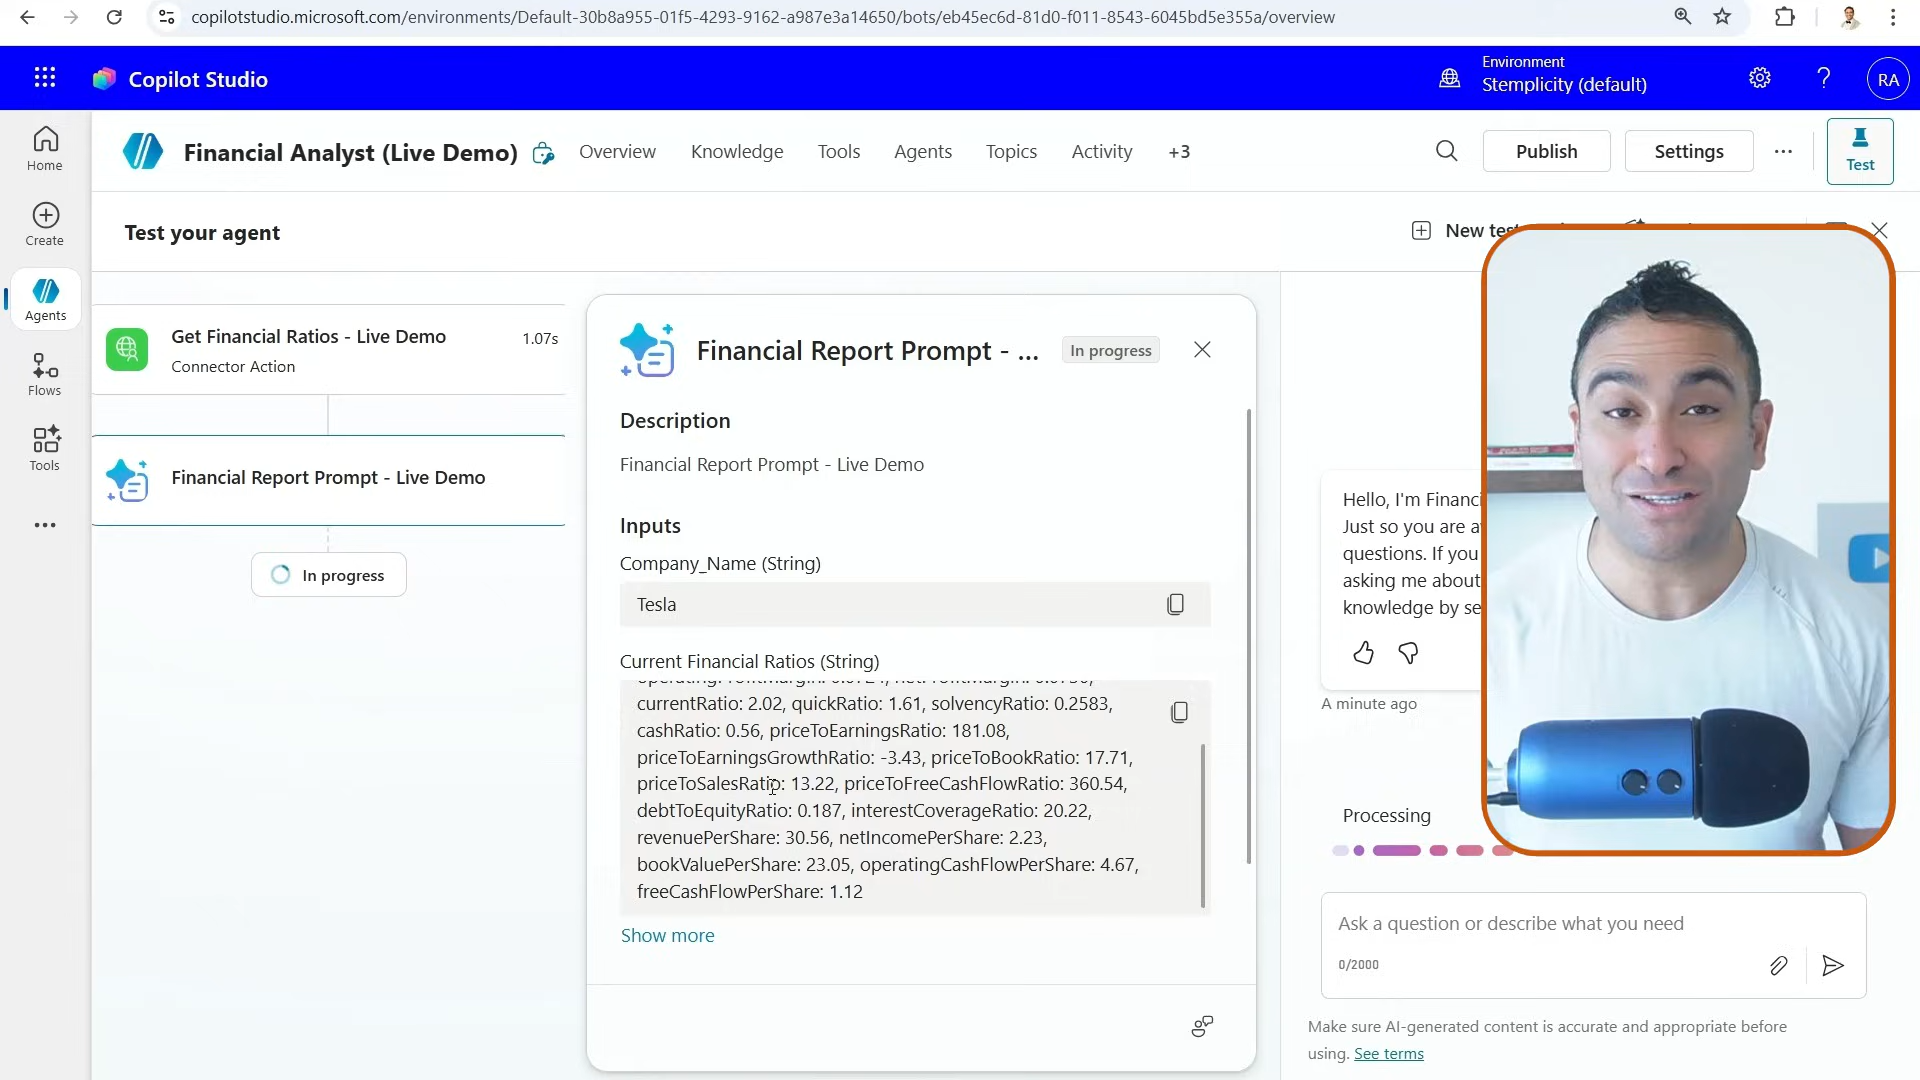 copilotstudio.microsoft.com/environments/Default-30b8a955-01f5-4293-9162-a987e3a14650/bots/eb45ec6d-81d0-f011-8543-6045bd5e355a/overview
Copilot Studio
Environment
Stemplicity (default)
RA
Home
Create
Agents
Flows
Tools
Financial Analyst (Live Demo)
Overview
Knowledge
Tools
Agents
Topics
Activity
+3
Publish
Settings
Test
Test your agent
New test
Get Financial Ratios - Live Demo
1.07s
Connector Action
Financial Report Prompt - Live Demo
In progress
Financial Report Prompt - ...
In progress
Description
Financial Report Prompt - Live Demo
Inputs
Company_Name (String)
Tesla
Current Financial Ratios (String)
currentRatio: 2.02, quickRatio: 1.61, solvencyRatio: 0.2583,
cashRatio: 0.56, priceToEarningsRatio: 181.08,
priceToEarningsGrowthRatio: -3.43, priceToBookRatio: 17.71,
priceToSalesRatio: 13.22, priceToFreeCashFlowRatio: 360.54,
debtToEquityRatio: 0.187, interestCoverageRatio: 20.22,
revenuePerShare: 30.56, netIncomePerShare: 2.23,
bookValuePerShare: 23.05, operatingCashFlowPerShare: 4.67,
freeCashFlowPerShare: 1.12
Show more
Hello, I'm Financi
Just so you are a
questions. If you
asking me about
knowledge by se
A minute ago
Processing
Ask a question or describe what you need
0/2000
Make sure AI-generated content is accurate and appropriate before
using. See terms